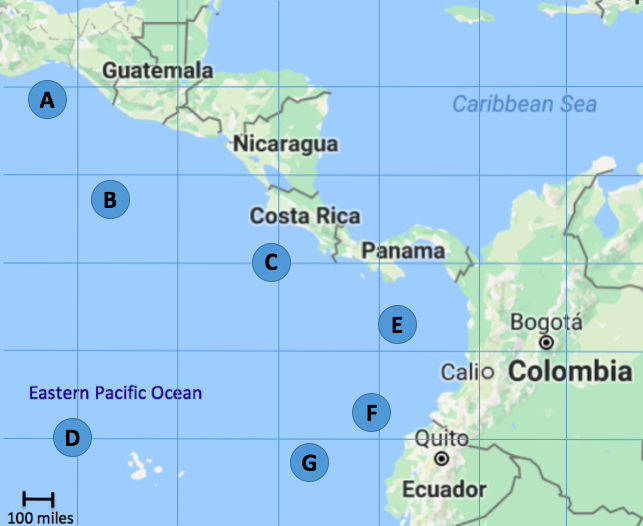 Guatemala
A
Caribbean Sea
Nicaragua
B
Costa Rica
Panama
C
E
Bogotá
Cali
Colombia
Eastern Pacific Ocean
F
D
Quito
G
Ecuador
100 miles